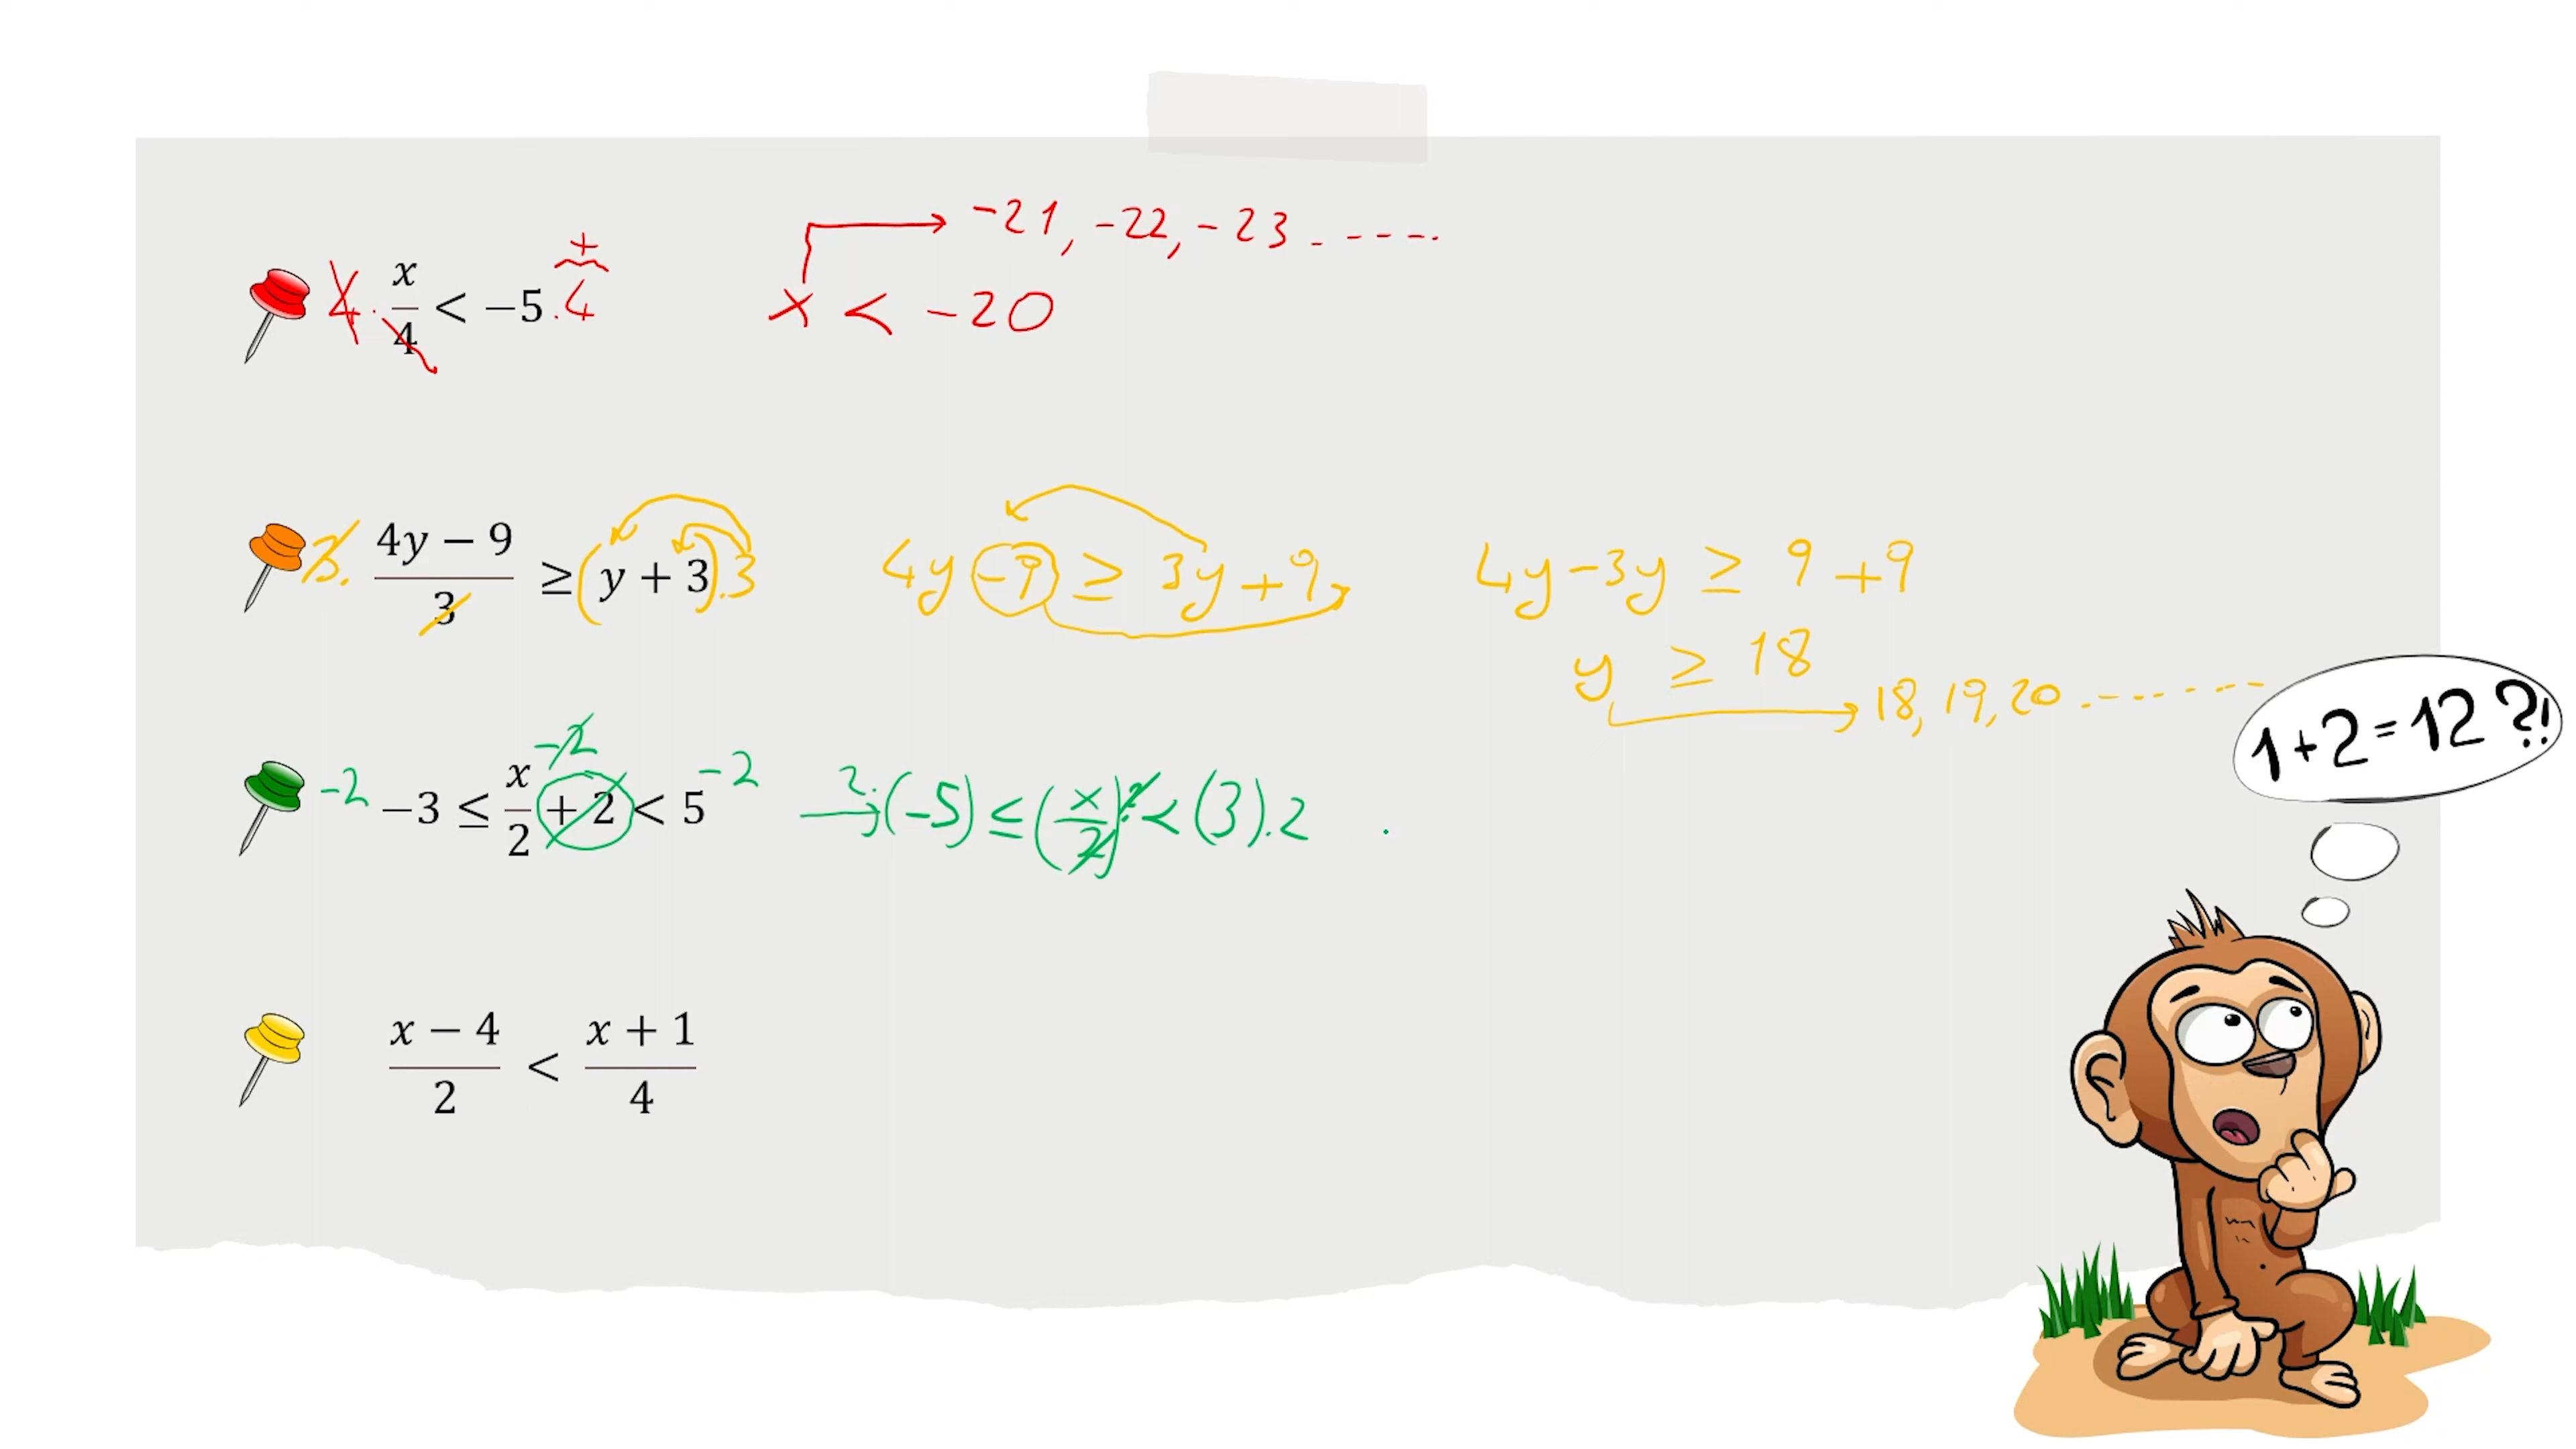 -21, -22, -23 . - - - -.
4 . x/4 < -5 . 4 +
x < -20
3 . (4y - 9)/3 ≥ (y + 3) . 3
4y - 9 ≥ 3y + 9
4y - 3y ≥ 9 + 9
y ≥ 18
18, 19, 20 . - - - - - -
1+2=12?!
-2 -3 ≤ x/2 + 2 -2 < 5 -2
2. (-5) ≤ (x/2) . 2 < (3) . 2
(x - 4)/2 < (x + 1)/4